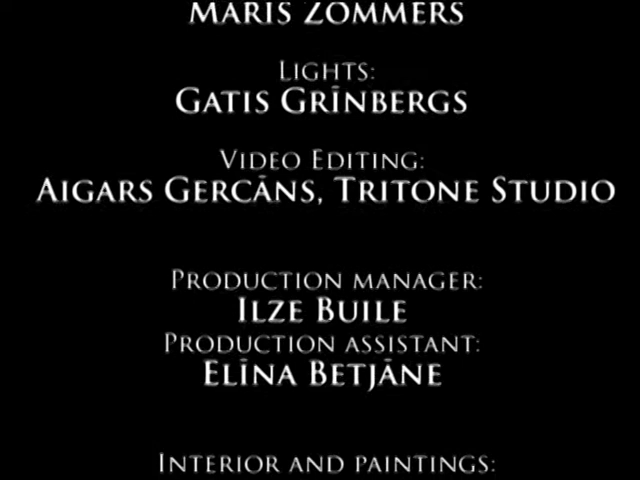 MARIS ZOMMERS
LIGHTS:
GATIS GRĪNBERGS
VIDEO EDITING:
AIGARS GERCĀNS, TRITONE STUDIO
PRODUCTION MANAGER:
ILZE BUILE
PRODUCTION ASSISTANT:
ELĪNA BETJĀNE
INTERIOR AND PAINTINGS: